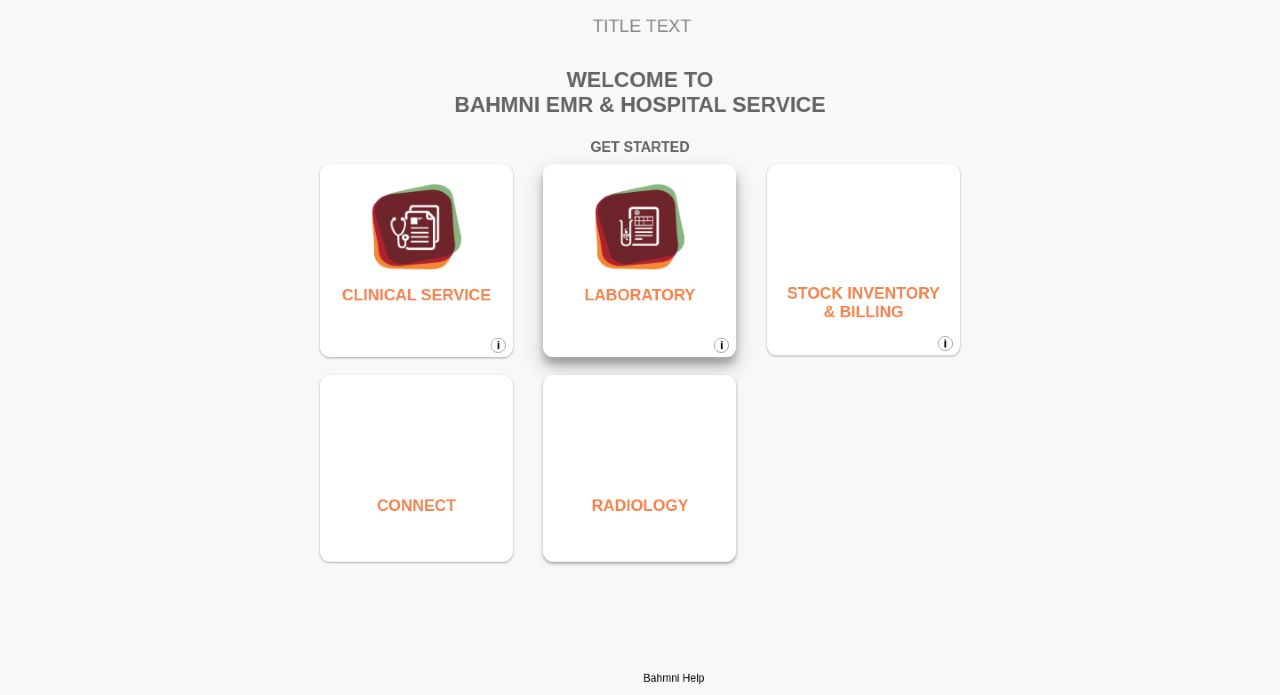 TITLE TEXT
WELCOME TO
BAHMNI EMR & HOSPITAL SERVICE
GET STARTED
CLINICAL SERVICE
i
LABORATORY
i
STOCK INVENTORY
& BILLING
i
CONNECT
RADIOLOGY
Bahmni Help